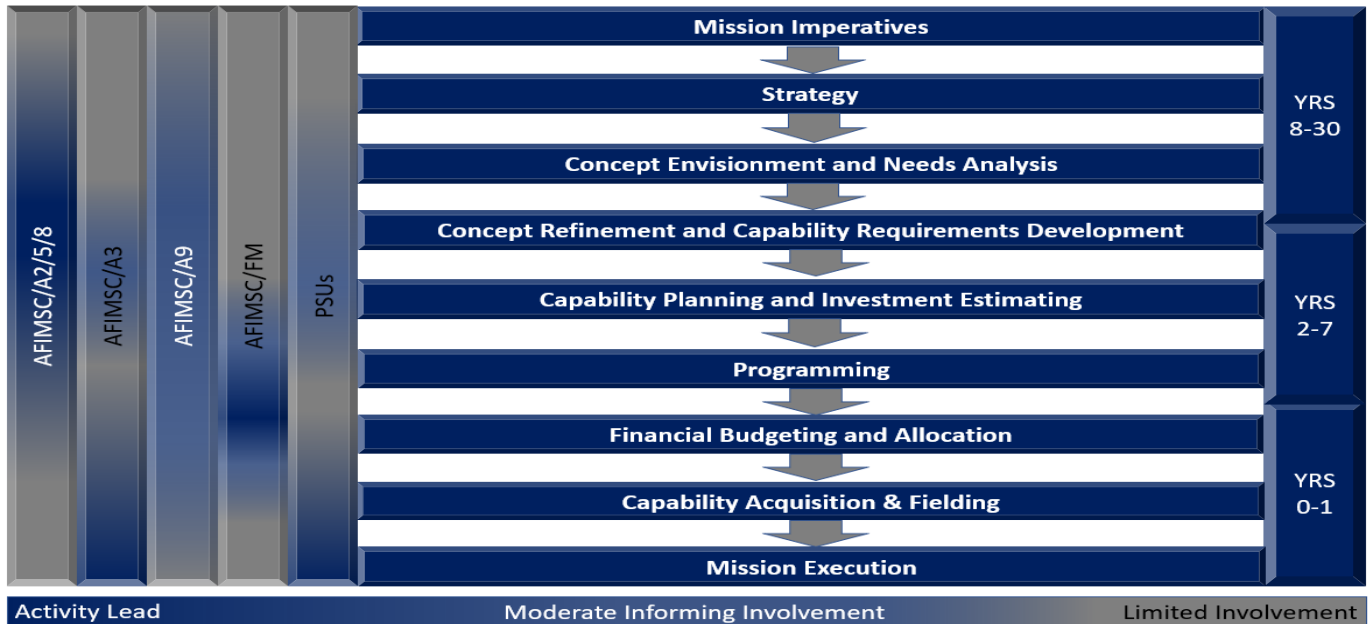 AFIMSC/A2/5/8
AFIMSC/A3
AFIMSC/A9
AFIMSC/FM
PSUs
Mission Imperatives
Strategy
Concept Envisionment and Needs Analysis
Concept Refinement and Capability Requirements Development
Capability Planning and Investment Estimating
Programming
Financial Budgeting and Allocation
Capability Acquisition & Fielding
Mission Execution
YRS
8-30
YRS
2-7
YRS
0-1
Activity Lead
Moderate Informing Involvement
Limited Involvement